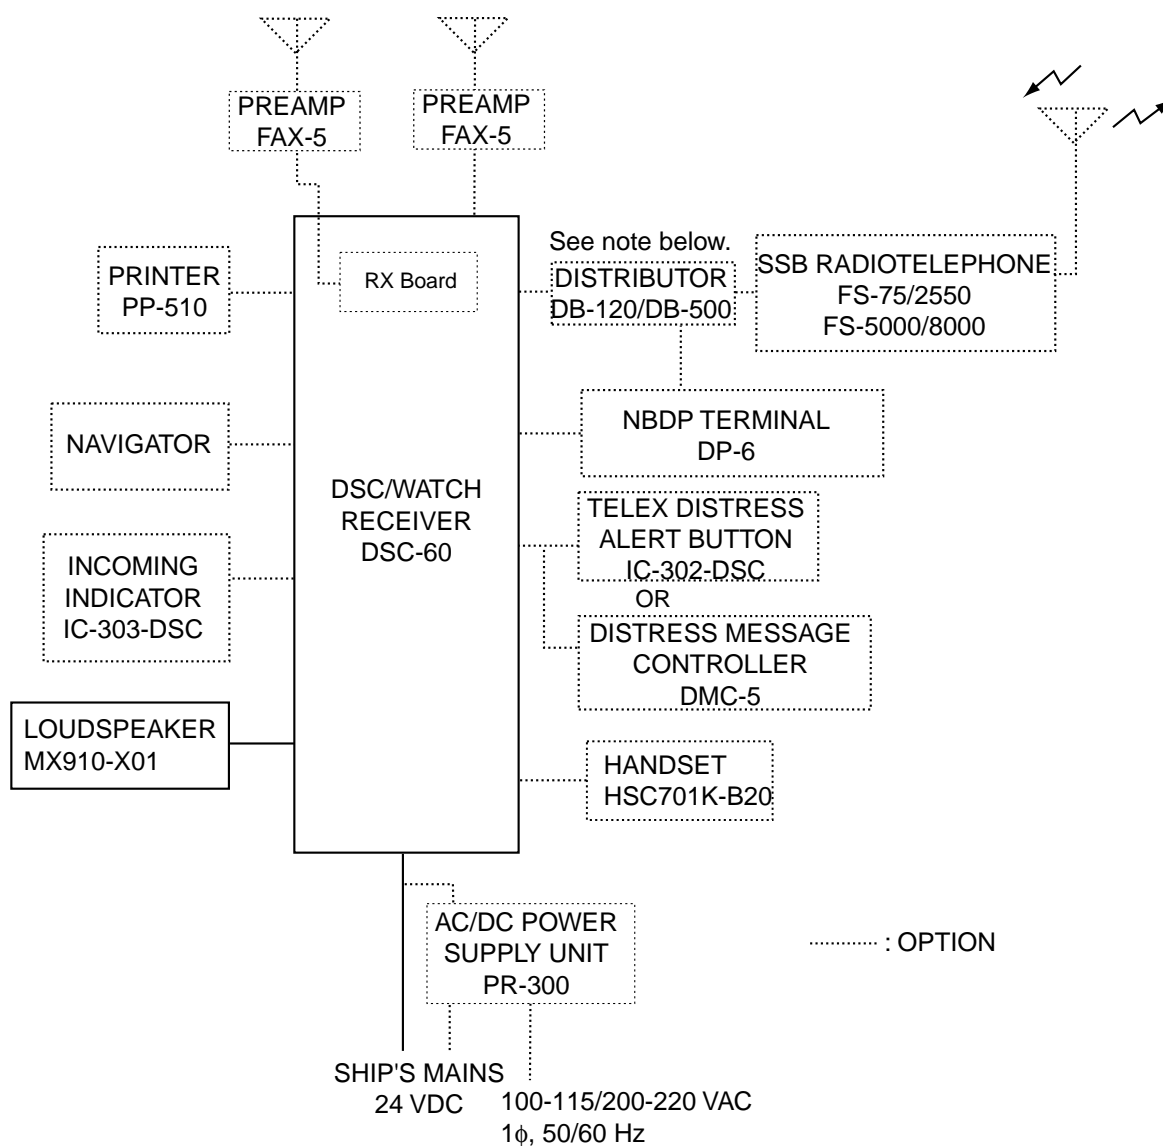 PREAMP
FAX-5
PREAMP
FAX-5
See note below.
PRINTER
PP-510
RX Board
DISTRIBUTOR
DB-120/DB-500
SSB RADIOTELEPHONE
FS-75/2550
FS-5000/8000
NAVIGATOR
NBDP TERMINAL
DP-6
DSC/WATCH
RECEIVER
DSC-60
TELEX DISTRESS
ALERT BUTTON
IC-302-DSC
OR
INCOMING
INDICATOR
IC-303-DSC
DISTRESS MESSAGE
CONTROLLER
DMC-5
LOUDSPEAKER
MX910-X01
HANDSET
HSC701K-B20
AC/DC POWER
SUPPLY UNIT
PR-300
: OPTION
SHIP'S MAINS
24 VDC
100-115/200-220 VAC
1ϕ, 50/60 Hz